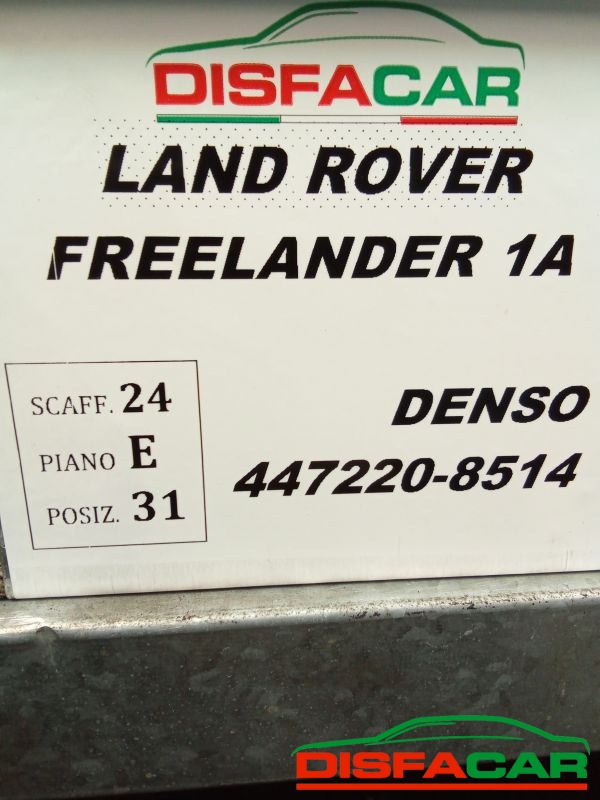 DISFACAR
LAND ROVER
FREELANDER 1A
SCAFF. 24
PIANO E
POSIZ. 31
DENSO
447220-8514
DISFACAR